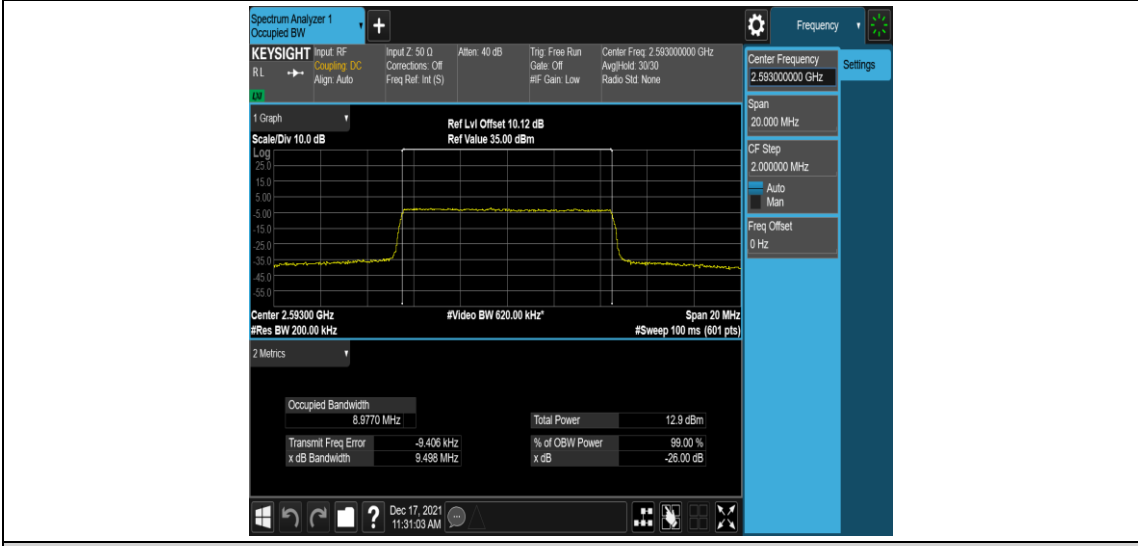 Spectrum Analyzer 1
Occupied BW
+
Frequency
KEYSIGHT
RL
Input: RF
Coupling: DC
Align: Auto
Input Z: 50 Ω
Corrections: Off
Freq Ref: Int (S)
Atten: 40 dB
Trig: Free Run
Gate: Off
#IF Gain: Low
Center Freq: 2.593000000 GHz
Avg|Hold: 30/30
Radio Std: None
Center Frequency
2.593000000 GHz
Settings
Span
20.000 MHz
CF Step
2.000000 MHz
Auto
Man
Freq Offset
0 Hz
1 Graph
Scale/Div 10.0 dB
Ref Lvl Offset 10.12 dB
Ref Value 35.00 dBm
Log
25.0
15.0
5.00
-5.00
-15.0
-25.0
-35.0
-45.0
-55.0
Center 2.59300 GHz
#Video BW 620.00 kHz*
Span 20 MHz
#Res BW 200.00 kHz
#Sweep 100 ms (601 pts)
2 Metrics
Occupied Bandwidth
8.9770 MHz
Total Power 12.9 dBm
Transmit Freq Error -9.406 kHz
% of OBW Power 99.00 %
x dB Bandwidth 9.498 MHz
x dB -26.00 dB
?
Dec 17, 2021
11:31:03 AM